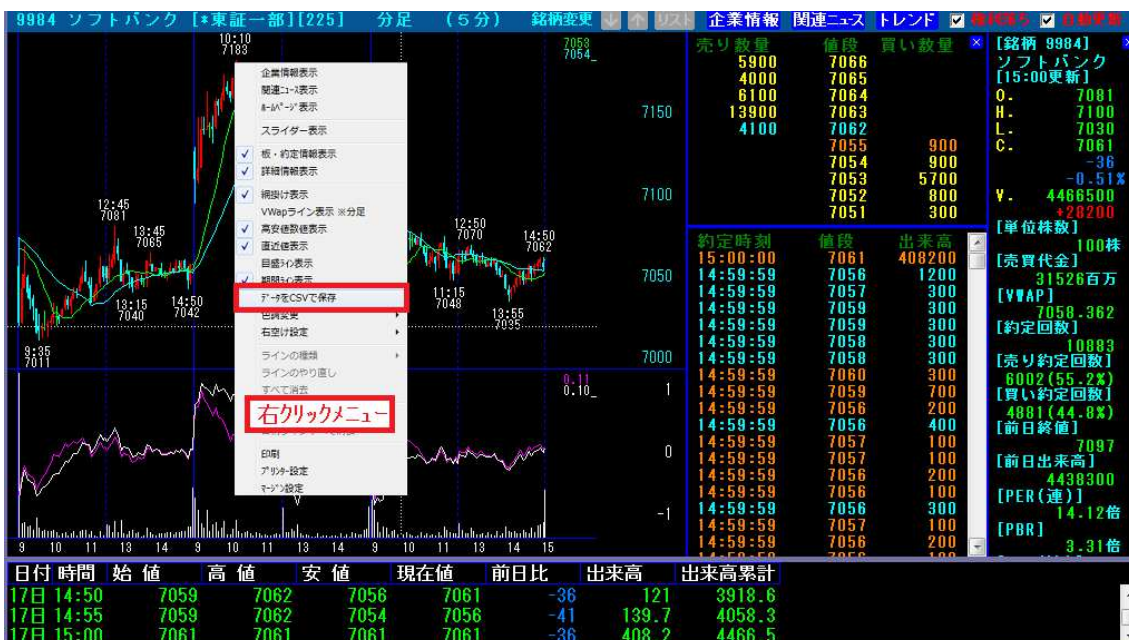 9984 ソフトバンク [*東証一部][225] 分足 (5分) 銘柄変更 リスト 企業情報 関連ニュース トレンド
10:10
7183
7053
7054_
7150
7100
7050
7000
12:45
7081
13:45
7065
13:15
7040
14:50
7042
9:35
7011
12:50
7070
14:50
7062
11:15
7048
13:55
7035
0.11
0.10_
1
0
-1
9 10 11 13 14 9 10 11 13 14 9 10 11 13 14 15
企業情報表示
関連ニュース表示
ホームページ表示
スライダー表示
板・約定情報表示
詳細情報表示
網掛け表示
VWapライン表示 ※分足
高安値数値表示
直近値表示
目盛ライン表示
期間ライン表示
データをCSVで保存
色調変更
右空け設定
ラインの種類
ラインのやり直し
すべて消去
右クリックメニュー
印刷
プリンター設定
マージン設定
売り数量 値段 買い数量
5900 7066
4000 7065
6100 7064
13900 7063
4100 7062
7055 900
7054 900
7053 5700
7052 800
7051 300
約定時刻 値段 出来高
15:00:00 7061 408200
14:59:59 7056 1200
14:59:59 7057 300
14:59:59 7059 300
14:59:59 7059 300
14:59:59 7058 300
14:59:59 7058 300
14:59:59 7060 300
14:59:59 7059 700
14:59:59 7056 200
14:59:59 7056 400
14:59:59 7057 100
14:59:59 7057 100
14:59:59 7056 200
14:59:59 7056 100
14:59:59 7056 300
14:59:59 7057 100
14:59:59 7056 200
[銘柄 9984]
ソフトバンク
[15:00更新]
O. 7081
H. 7100
L. 7030
C. 7061
-36
-0.51%
V. 4466500
+28200
[単位株数]
100株
[売買代金]
31526百万
[VWAP]
7058.362
[約定回数]
10883
[売り約定回数]
6002(55.2%)
[買い約定回数]
4881(44.8%)
[前日終値]
7097
[前日出来高]
4438300
[PER(連)]
14.12倍
[PBR]
3.31倍
日付 時間 始値 高値 安値 現在値 前日比 出来高 出来高累計
17日 14:50 7059 7062 7056 7061 -36 121 3918.6
17日 14:55 7059 7062 7054 7056 -41 139.7 4058.3
17日 15:00 7061 7061 7061 7061 -36 408.2 4466.5